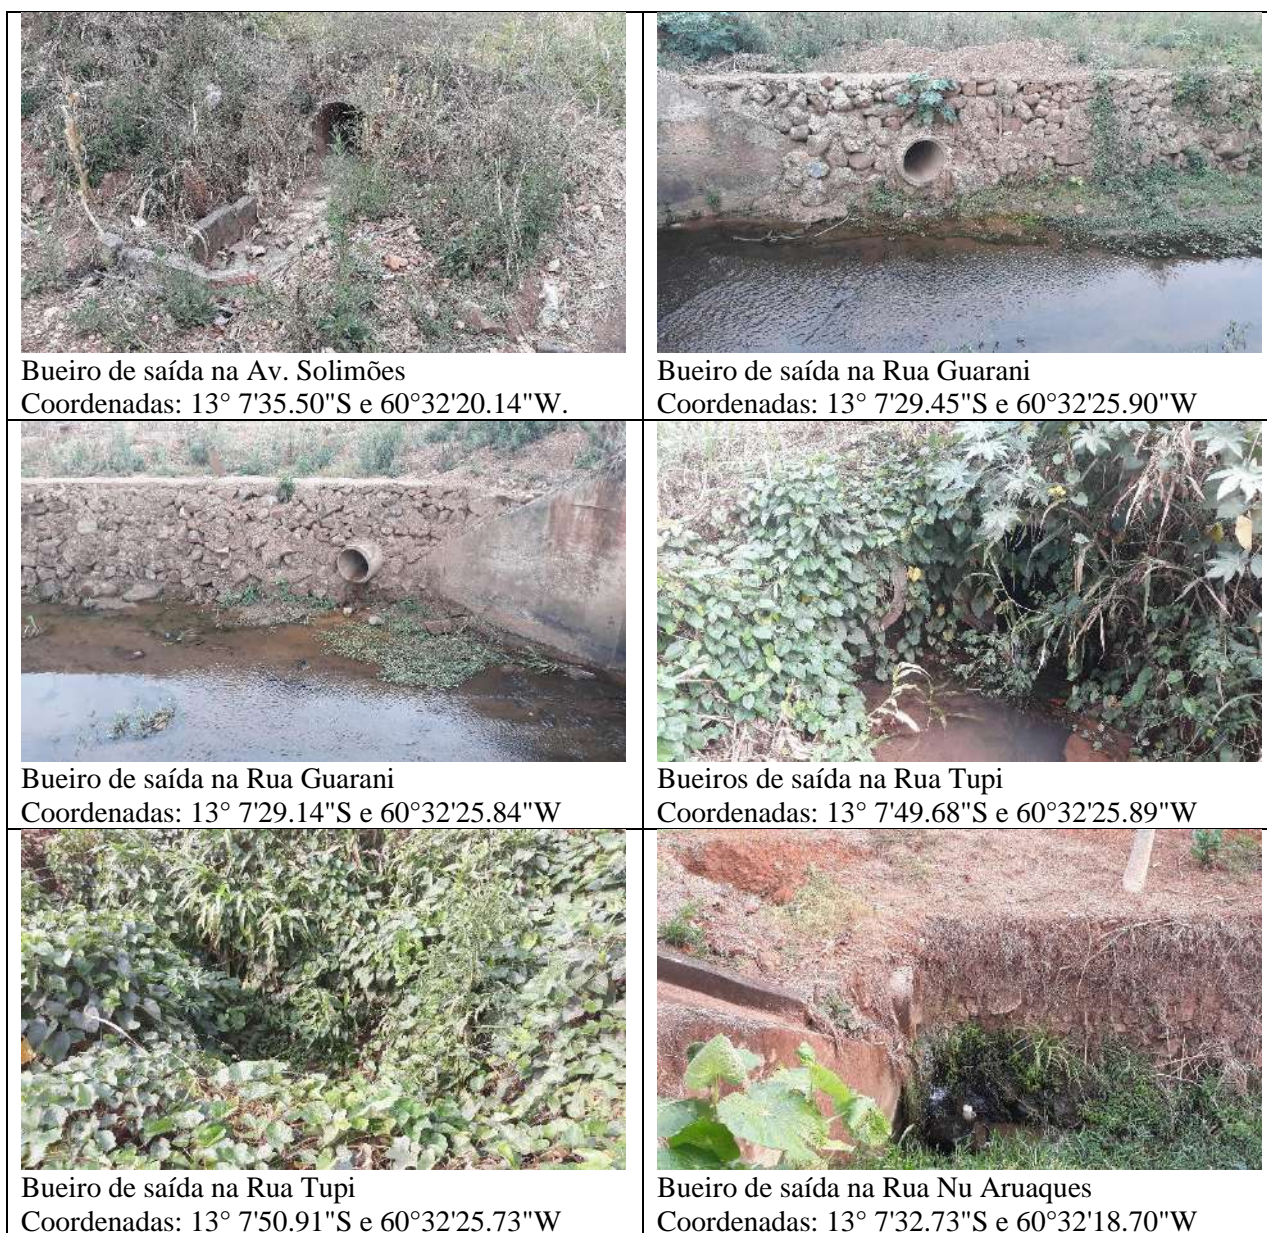 Bueiro de saída na Av. Solimões
Coordenadas: 13° 7'35.50"S e 60°32'20.14"W.
Bueiro de saída na Rua Guarani
Coordenadas: 13° 7'29.45"S e 60°32'25.90"W
Bueiro de saída na Rua Guarani
Coordenadas: 13° 7'29.14"S e 60°32'25.84"W
Bueiros de saída na Rua Tupi
Coordenadas: 13° 7'49.68"S e 60°32'25.89"W
Bueiro de saída na Rua Tupi
Coordenadas: 13° 7'50.91"S e 60°32'25.73"W
Bueiro de saída na Rua Nu Aruaques
Coordenadas: 13° 7'32.73"S e 60°32'18.70"W